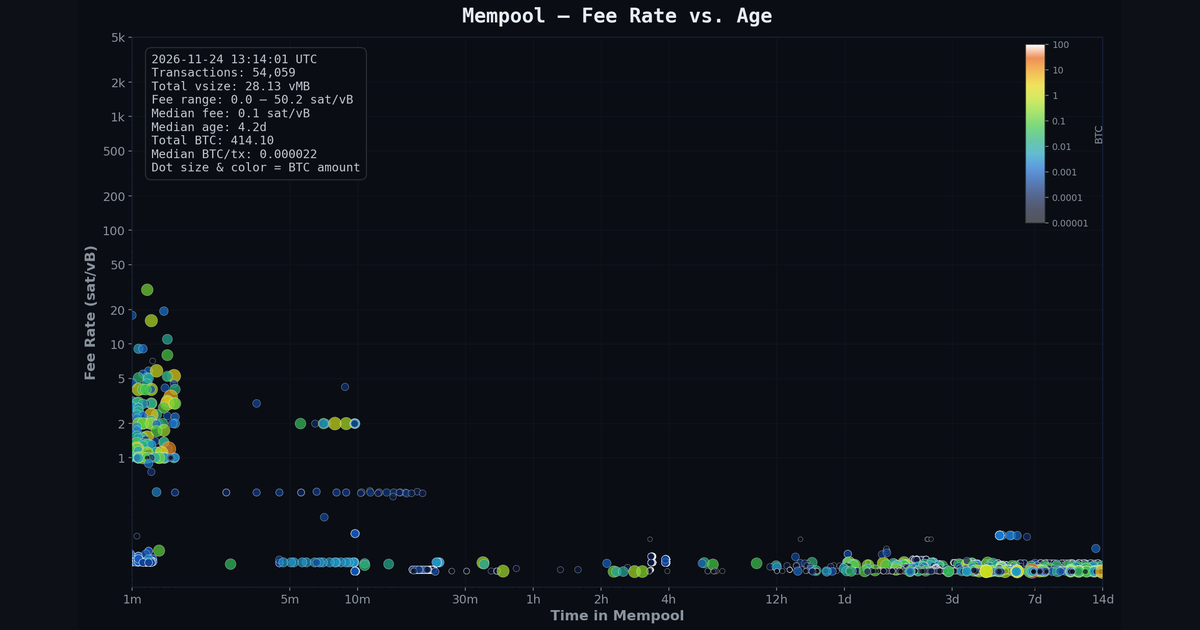 Mempool — Fee Rate vs. Age
2026-11-24 13:14:01 UTC
Transactions: 54,059
Total vsize: 28.13 vMB
Fee range: 0.0 – 50.2 sat/vB
Median fee: 0.1 sat/vB
Median age: 4.2d
Total BTC: 414.10
Median BTC/tx: 0.000022
Dot size & color = BTC amount
100
10
1
0.1
0.01
0.001
0.0001
0.00001
BTC
5k
2k
1k
500
200
100
50
20
10
5
2
1
Fee Rate (sat/vB)
1m 5m 10m 30m 1h 2h 4h 12h 1d 3d 7d 14d
Time in Mempool